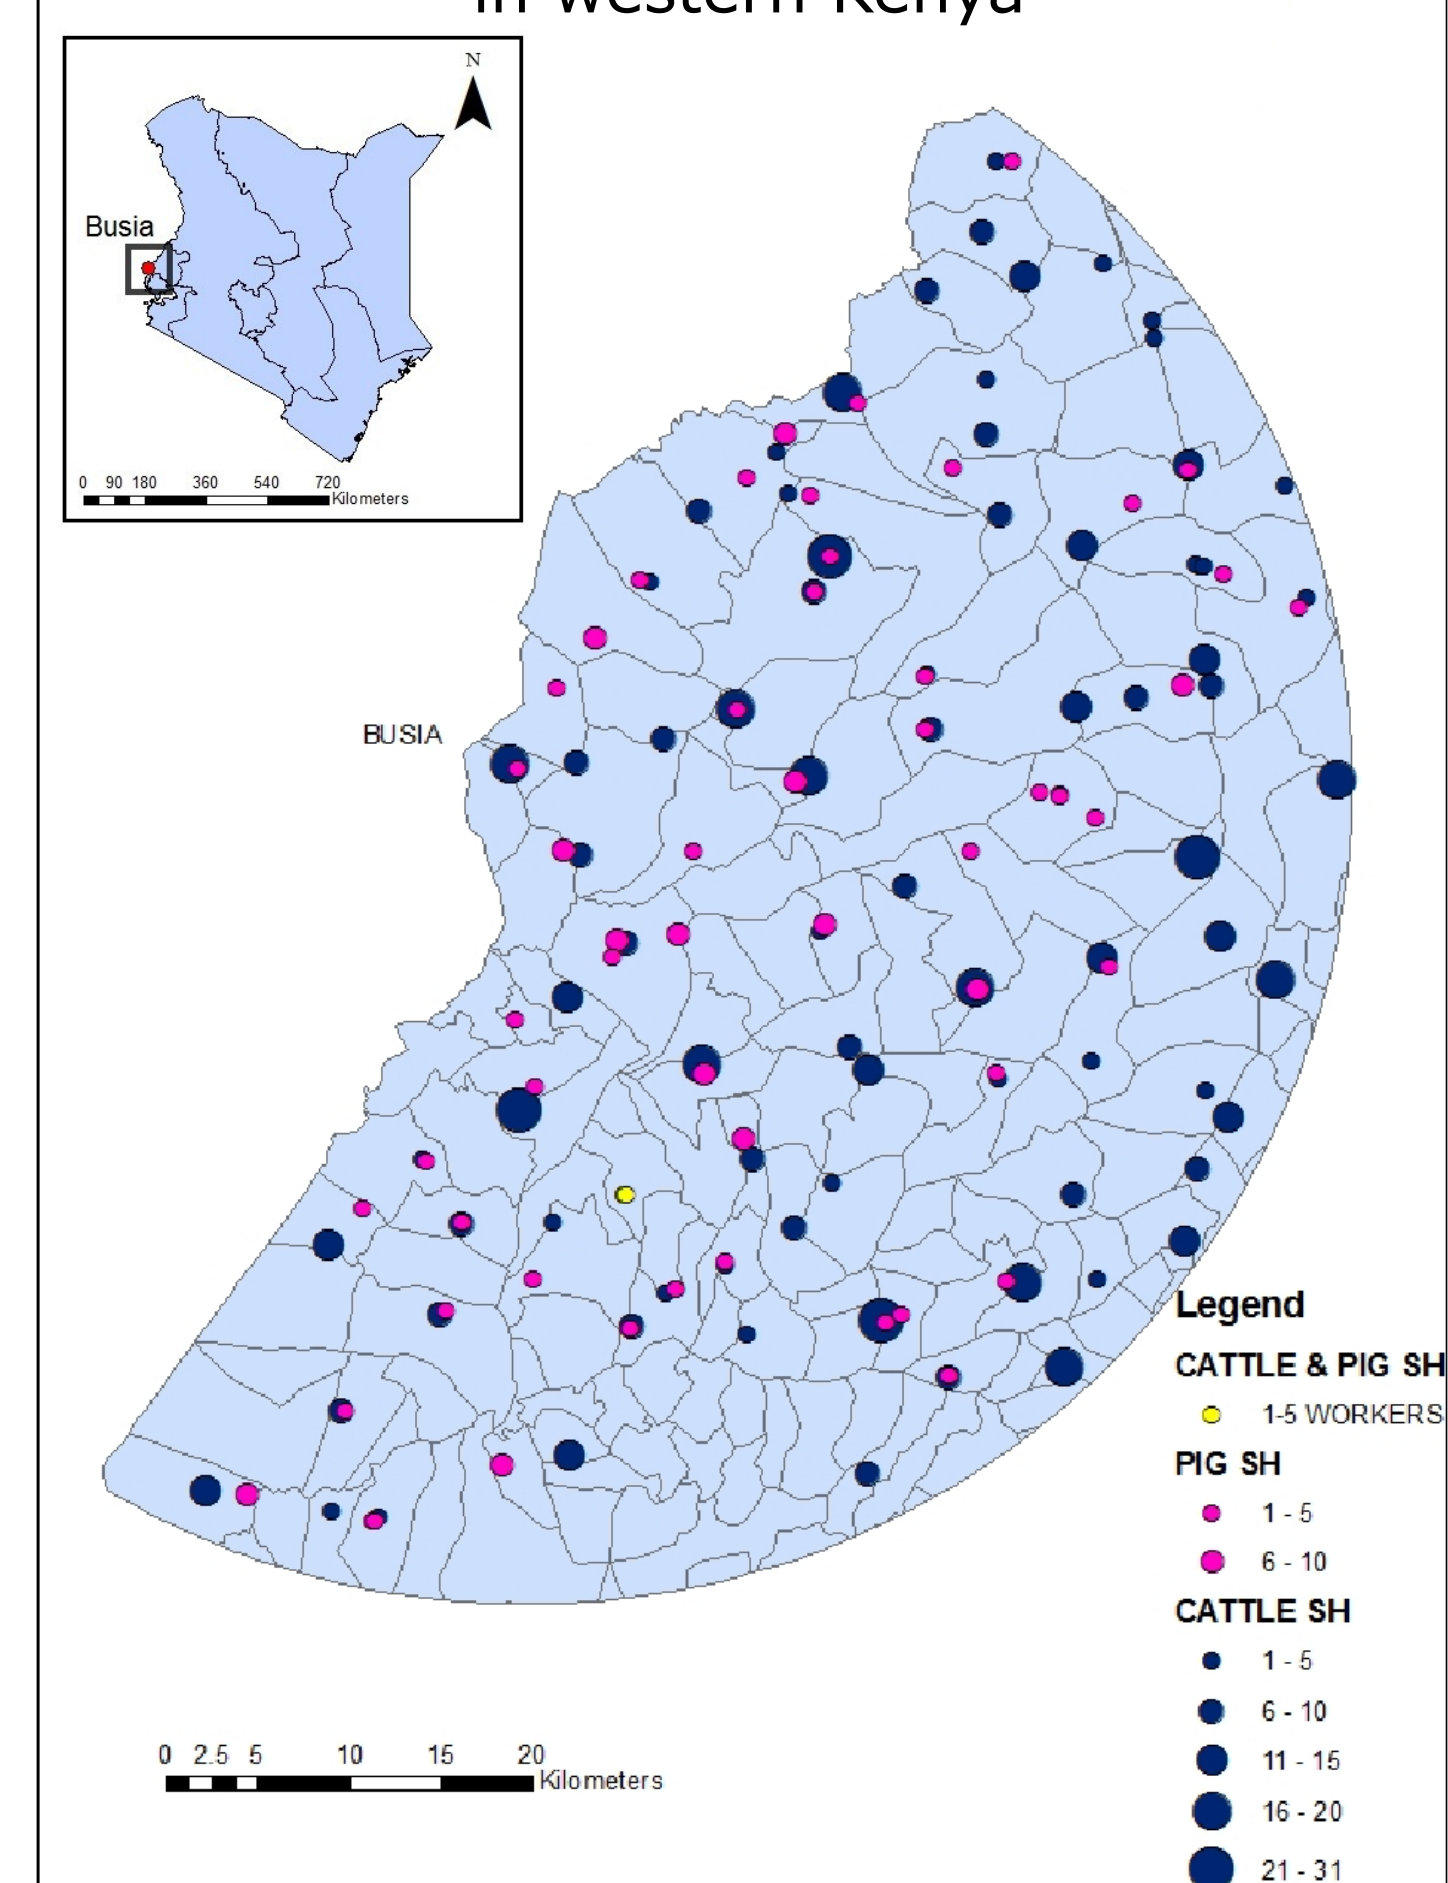 in western Kenya
N
Busia
0 90 180 360 540 720
Kilometers
BUSIA
Legend
CATTLE & PIG SH
1-5 WORKERS
PIG SH
1 - 5
6 - 10
CATTLE SH
1 - 5
6 - 10
11 - 15
16 - 20
21 - 31
0 2.5 5 10 15 20
Kilometers